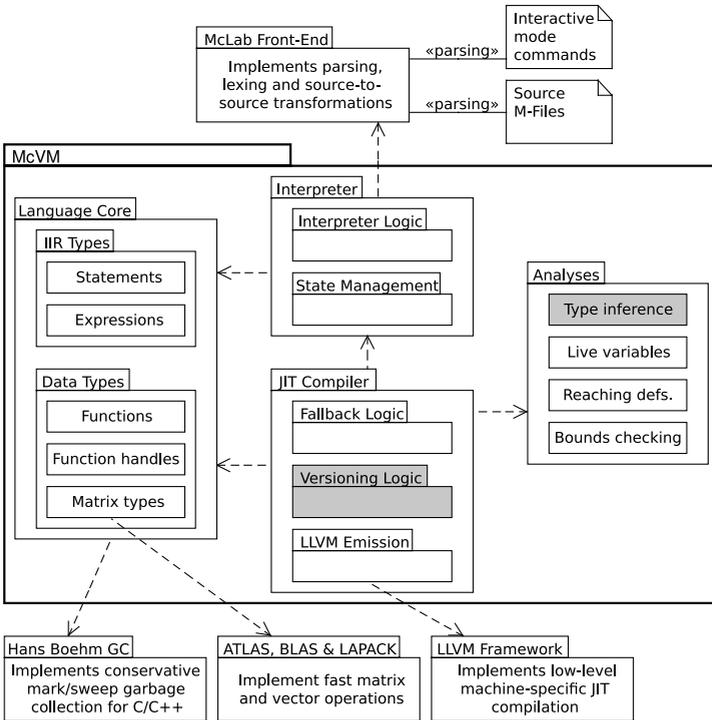 Interactive
mode
commands
McLab Front-End
«parsing»
Implements parsing,
lexing and source-to-
source transformations
Source
M-Files
«parsing»
McVM
Interpreter
Interpreter Logic
State Management
Language Core
IIR Types
Statements
Expressions
Data Types
Functions
Function handles
Matrix types
Analyses
Type inference
Live variables
Reaching defs.
Bounds checking
JIT Compiler
Fallback Logic
Versioning Logic
LLVM Emission
Hans Boehm GC
Implements conservative
mark/sweep garbage
collection for C/C++
ATLAS, BLAS & LAPACK
Implement fast matrix
and vector operations
LLVM Framework
Implements low-level
machine-specific JIT
compilation